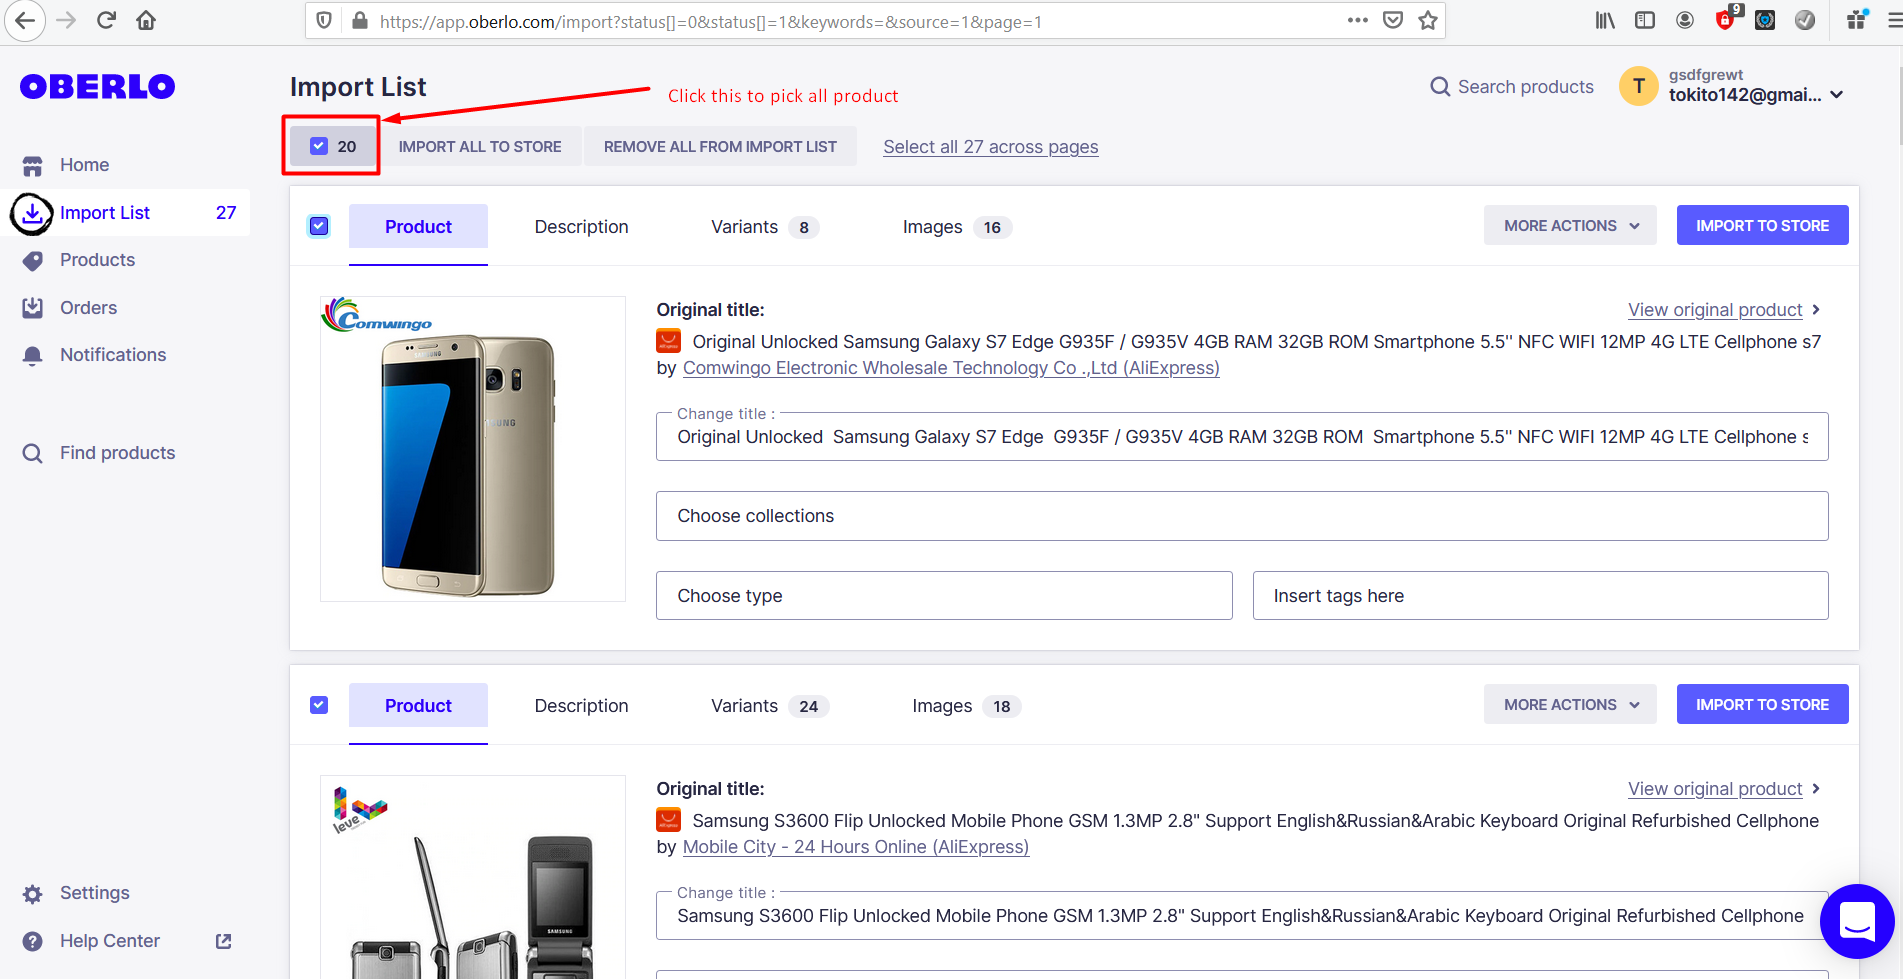 https://app.oberlo.com/import?status[]=0&status[]=1&keywords=&source=1&page=1
9
OBERLO
Import List
Click this to pick all product
Search products
T
gsdfgrewt
tokito142@gmai...
20
IMPORT ALL TO STORE
REMOVE ALL FROM IMPORT LIST
Select all 27 across pages
Home
Import List 27
Products
Orders
Notifications
Find products
Settings
Help Center
Product
Description
Variants 8
Images 16
MORE ACTIONS
IMPORT TO STORE
Comwingo
SAMSUNG
Original title:
View original product
Original Unlocked Samsung Galaxy S7 Edge G935F / G935V 4GB RAM 32GB ROM Smartphone 5.5'' NFC WIFI 12MP 4G LTE Cellphone s7
by Comwingo Electronic Wholesale Technology Co .,Ltd (AliExpress)
Change title :
Original Unlocked  Samsung Galaxy S7 Edge  G935F / G935V 4GB RAM 32GB ROM  Smartphone 5.5'' NFC WIFI 12MP 4G LTE Cellphone s
Choose collections
Choose type
Insert tags here
Product
Description
Variants 24
Images 18
MORE ACTIONS
IMPORT TO STORE
leve
SAMSUNG
Original title:
View original product
Samsung S3600 Flip Unlocked Mobile Phone GSM 1.3MP 2.8" Support English&Russian&Arabic Keyboard Original Refurbished Cellphone
by Mobile City - 24 Hours Online (AliExpress)
Change title :
Samsung S3600 Flip Unlocked Mobile Phone GSM 1.3MP 2.8" Support English&Russian&Arabic Keyboard Original Refurbished Cellphone